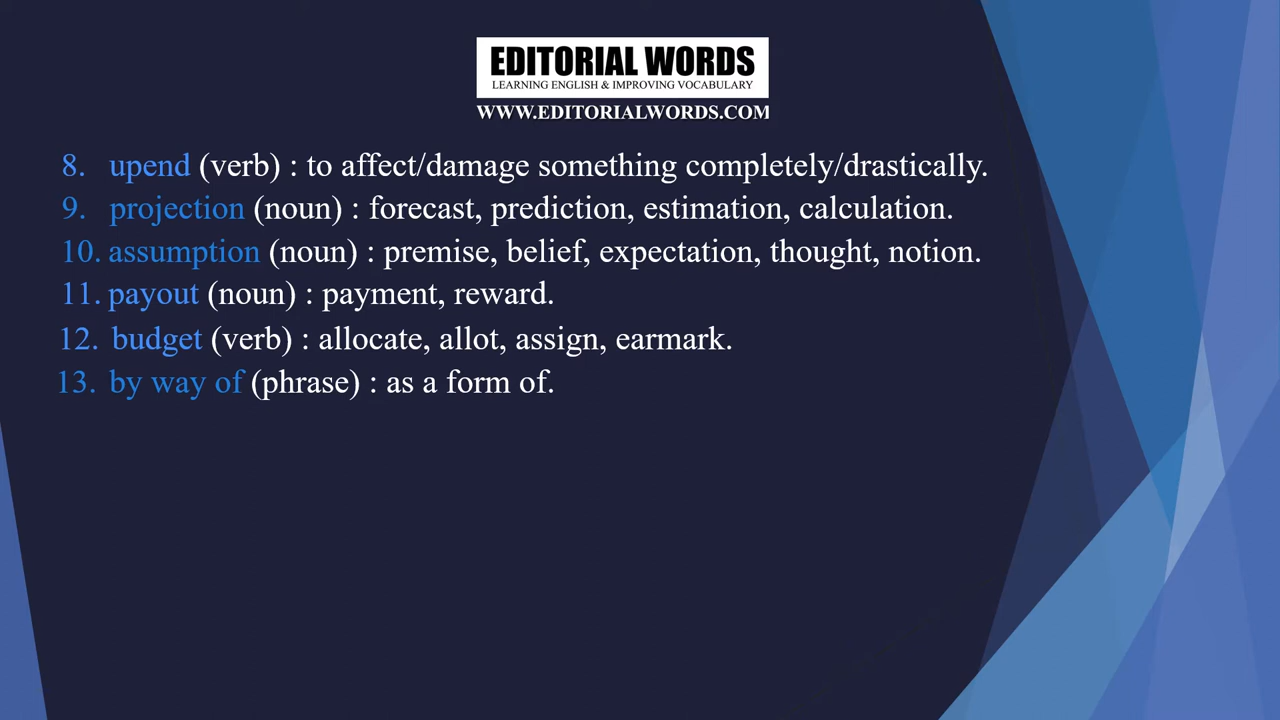 EDITORIAL WORDS
LEARNING ENGLISH & IMPROVING VOCABULARY
WWW.EDITORIALWORDS.COM
8. upend (verb) : to affect/damage something completely/drastically.
9. projection (noun) : forecast, prediction, estimation, calculation.
10. assumption (noun) : premise, belief, expectation, thought, notion.
11. payout (noun) : payment, reward.
12. budget (verb) : allocate, allot, assign, earmark.
13. by way of (phrase) : as a form of.